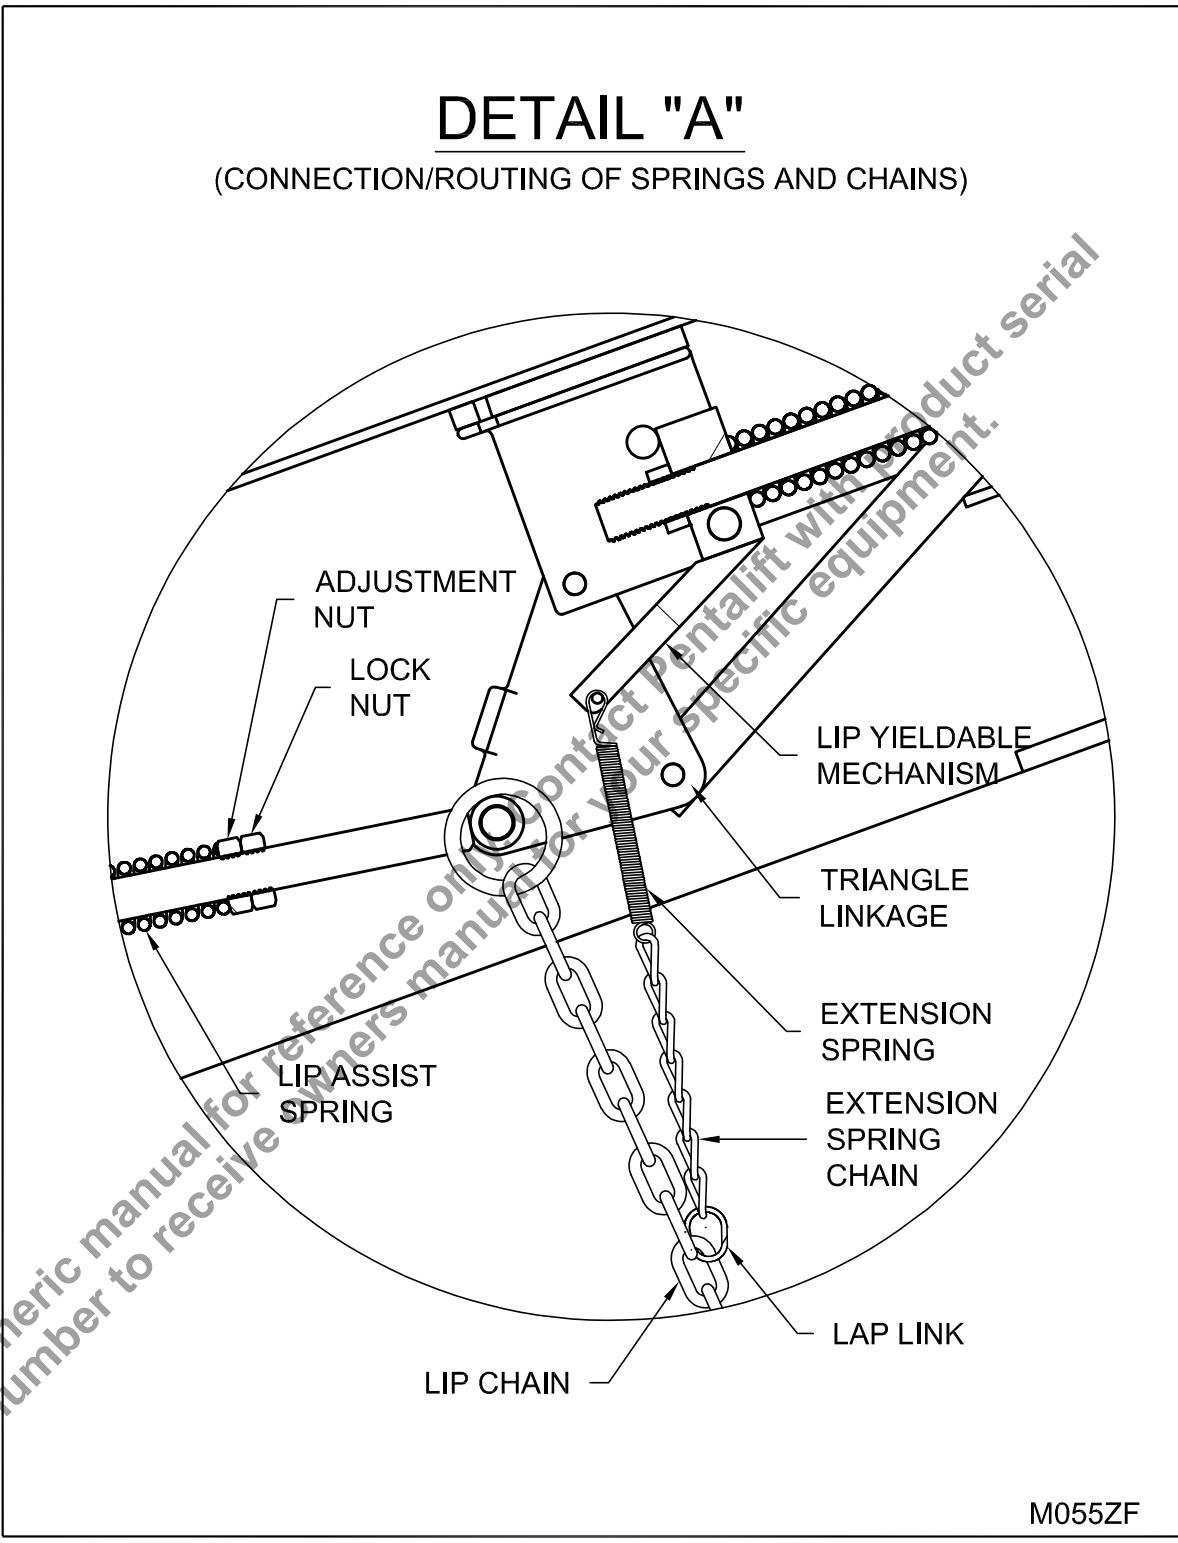 DETAIL "A"
(CONNECTION/ROUTING OF SPRINGS AND CHAINS)
ADJUSTMENT
NUT
LOCK
NUT
LIP YIELDABLE
MECHANISM
TRIANGLE
LINKAGE
EXTENSION
SPRING
LIP ASSIST
SPRING
EXTENSION
SPRING
CHAIN
LAP LINK
LIP CHAIN
M055ZF
neric manual for reference only. Contact Pentalift with product serial
number to receive owners manual for your specific equipment.